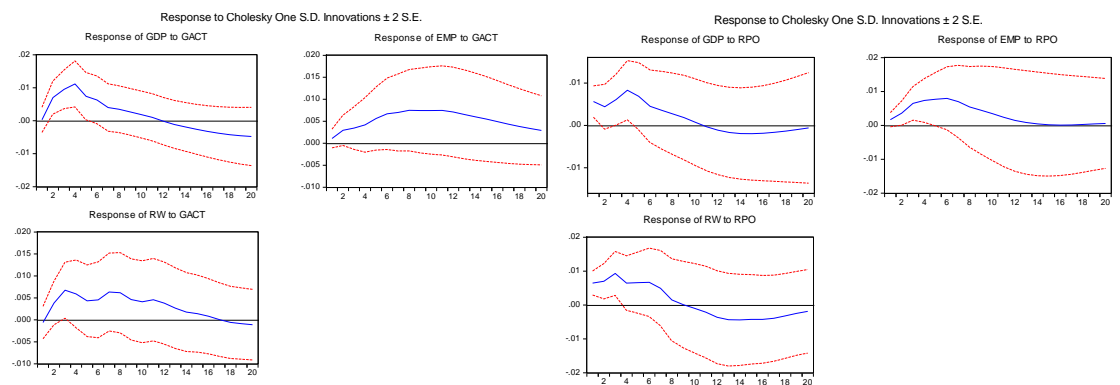 Response to Cholesky One S.D. Innovations ± 2 S.E.
Response of GDP to GACT
.02
.01
.00
-.01
-.02
2 4 6 8 10 12 14 16 18 20
Response of EMP to GACT
.020
.015
.010
.005
.000
-.005
-.010
2 4 6 8 10 12 14 16 18 20
Response of RW to GACT
.020
.015
.010
.005
.000
-.005
-.010
2 4 6 8 10 12 14 16 18 20
Response to Cholesky One S.D. Innovations ± 2 S.E.
Response of GDP to RPO
.01
.00
-.01
2 4 6 8 10 12 14 16 18 20
Response of EMP to RPO
.02
.01
.00
-.01
-.02
2 4 6 8 10 12 14 16 18 20
Response of RW to RPO
.02
.01
.00
-.01
-.02
2 4 6 8 10 12 14 16 18 20